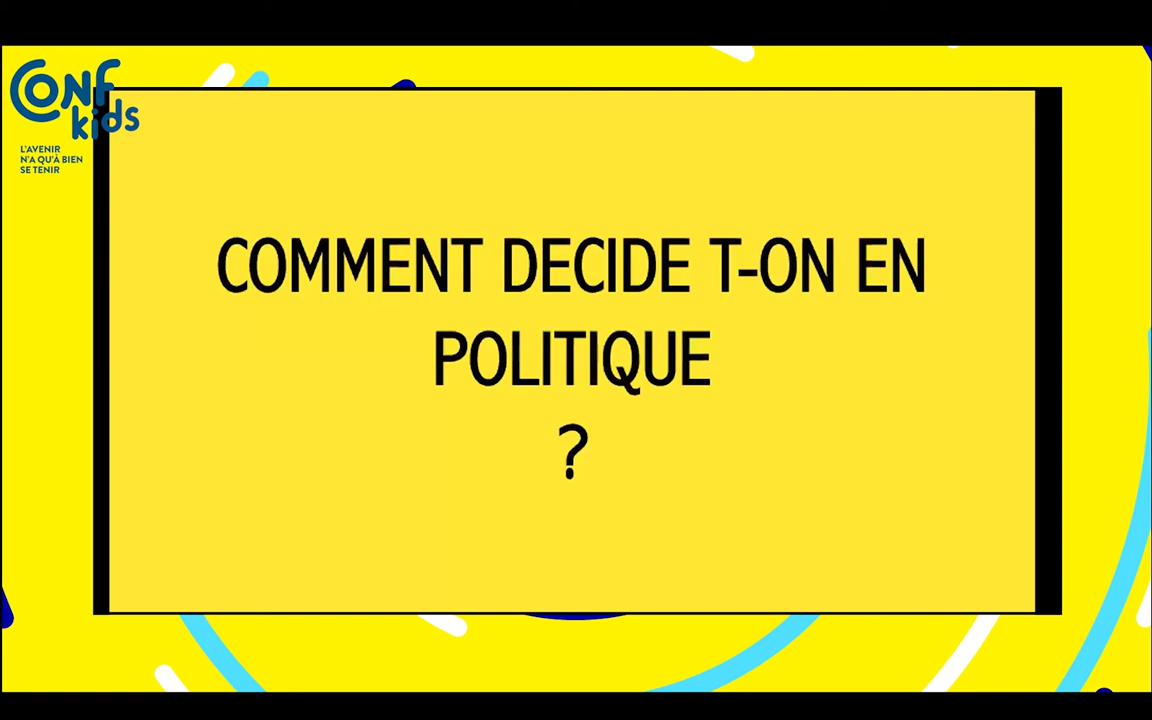 CONF
kids
L'AVENIR
N'A QU'À BIEN
SE TENIR
COMMENT DECIDE T-ON EN
POLITIQUE
?